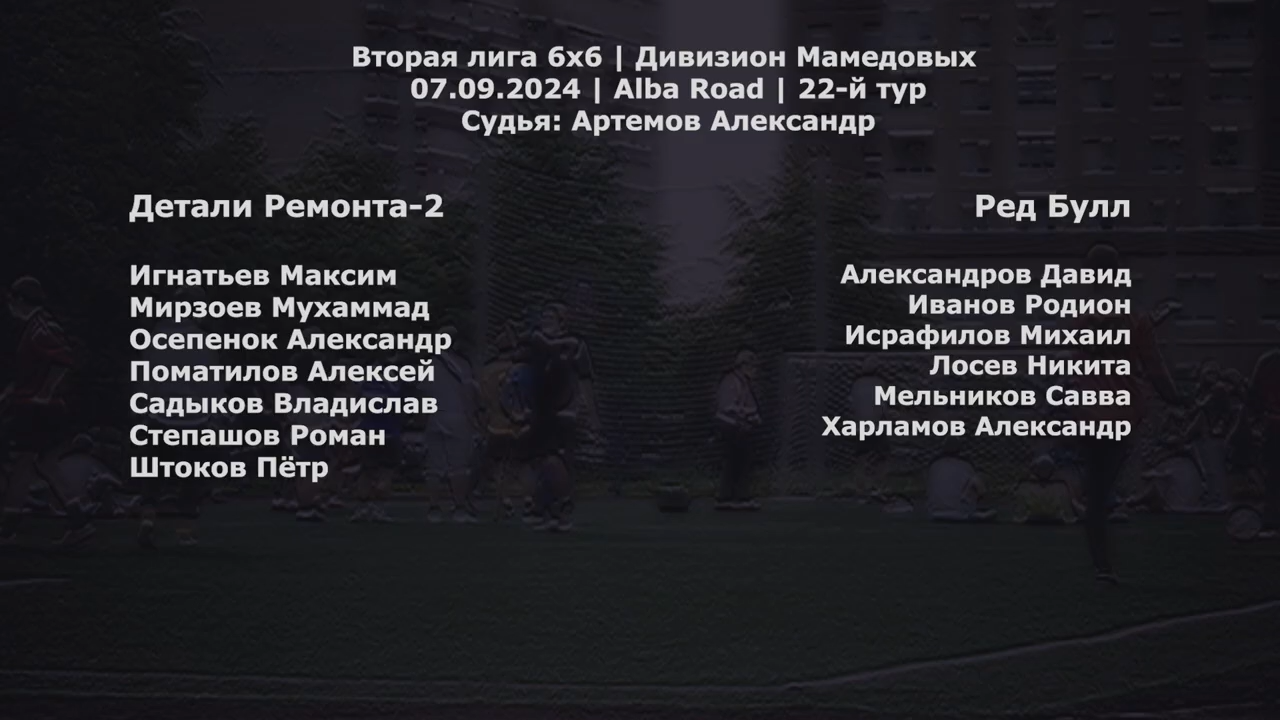 Вторая лига 6х6 | Дивизион Мамедовых
07.09.2024 | Alba Road | 22-й тур
Судья: Артемов Александр
Детали Ремонта-2
Игнатьев Максим
Мирзоев Мухаммад
Осепенок Александр
Поматилов Алексей
Садыков Владислав
Степашов Роман
Штоков Пётр
Ред Булл
Александров Давид
Иванов Родион
Исрафилов Михаил
Лосев Никита
Мельников Савва
Харламов Александр